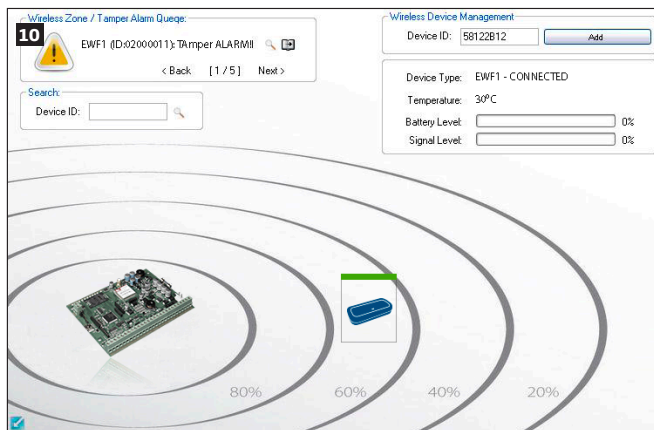 Wireless Zone / Tamper Alarm Queqe:
10
EWF1 (ID:02000011): TAmper ALARM!!
< Back [1 / 5] Next >
Search:
Device ID:
Wireless Device Management
Device ID: 58122B12 Add
Device Type: EWF1 - CONNECTED
Temperature: 30ºC
Battery Level: 0%
Signal Level: 0%
80% 60% 40% 20%